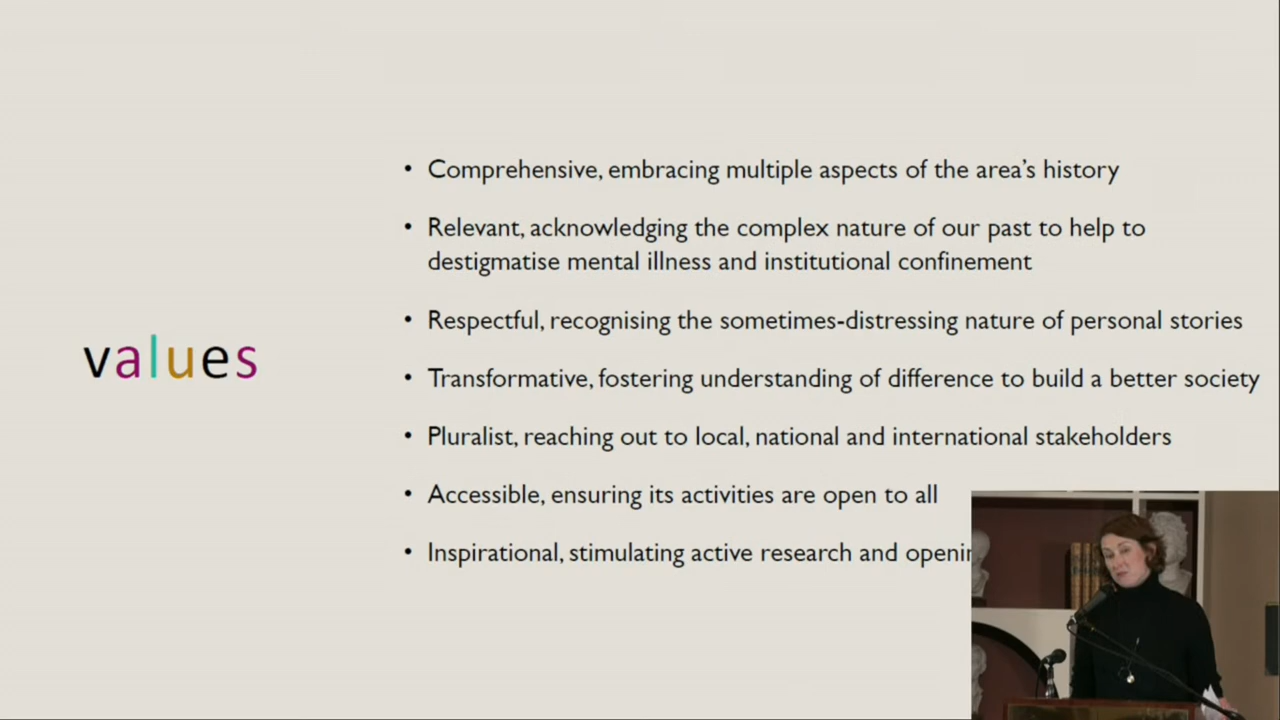 values
• Comprehensive, embracing multiple aspects of the area’s history
• Relevant, acknowledging the complex nature of our past to help to
destigmatise mental illness and institutional confinement
• Respectful, recognising the sometimes-distressing nature of personal stories
• Transformative, fostering understanding of difference to build a better society
• Pluralist, reaching out to local, national and international stakeholders
• Accessible, ensuring its activities are open to all
• Inspirational, stimulating active research and